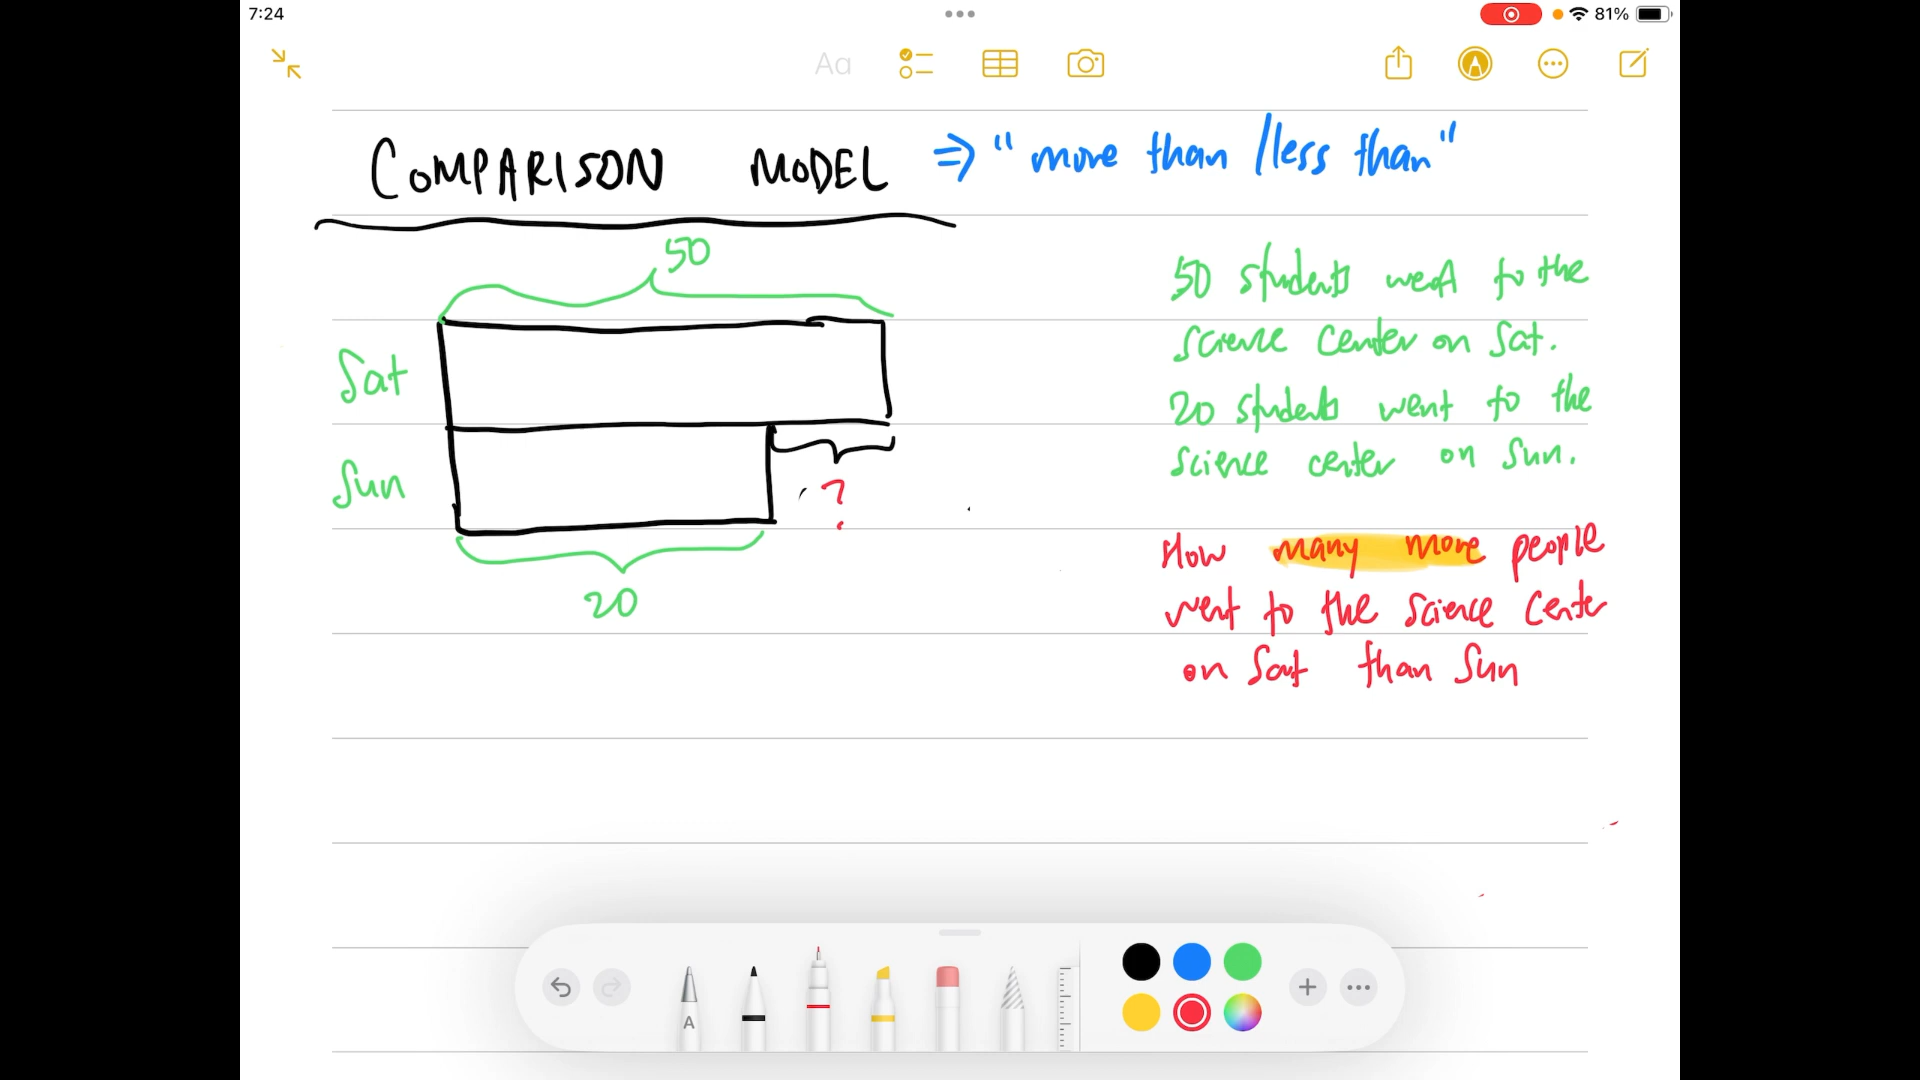 7:24
81%
Aa
COMPARISON MODEL ⇒ "more than / less than"
50
Sat
Sun
?
20
50 students went to the
science center on Sat.
20 students went to the
science center on Sun.
How many more people
went to the science center
on Sat than Sun
A